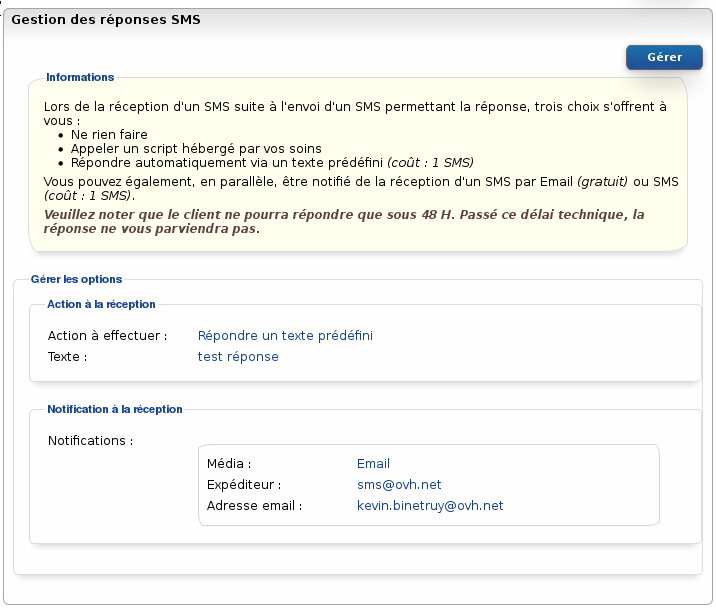 Gestion des réponses SMS
Gérer
Informations
Lors de la réception d'un SMS suite à l'envoi d'un SMS permettant la réponse, trois choix s'offrent à
vous :
• Ne rien faire
• Appeler un script hébergé par vos soins
• Répondre automatiquement via un texte prédéfini (coût : 1 SMS)
Vous pouvez également, en parallèle, être notifié de la réception d'un SMS par Email (gratuit) ou SMS
(coût : 1 SMS).
Veuillez noter que le client ne pourra répondre que sous 48 H. Passé ce délai technique, la
réponse ne vous parviendra pas.
Gérer les options
Action à la réception
Action à effectuer : Répondre un texte prédéfini
Texte : test réponse
Notification à la réception
Notifications :
Média : Email
Expéditeur : sms@ovh.net
Adresse email : kevin.binetruy@ovh.net